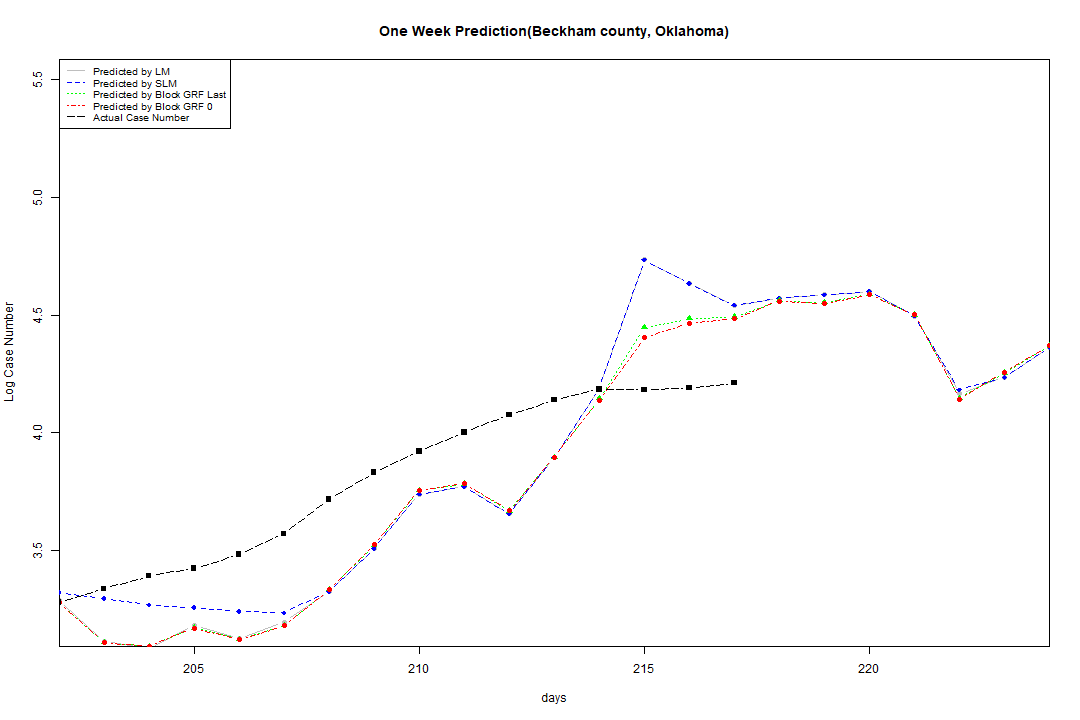 One Week Prediction(Beckham county, Oklahoma)
Predicted by LM
Predicted by SLM
Predicted by Block GRF Last
Predicted by Block GRF 0
Actual Case Number
5.5
5.0
4.5
4.0
3.5
Log Case Number
205 210 215 220
days